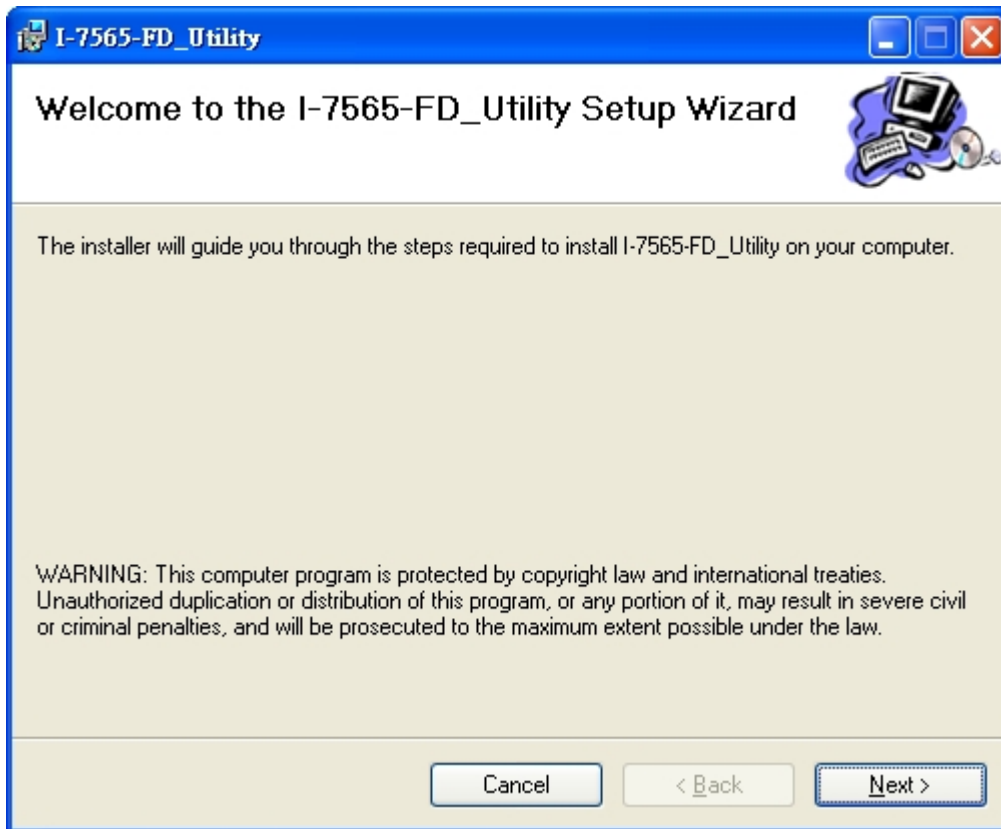 I-7565-FD_Utility
Welcome to the I-7565-FD_Utility Setup Wizard
The installer will guide you through the steps required to install I-7565-FD_Utility on your computer.
WARNING: This computer program is protected by copyright law and international treaties.
Unauthorized duplication or distribution of this program, or any portion of it, may result in severe civil
or criminal penalties, and will be prosecuted to the maximum extent possible under the law.
Cancel
< Back
Next >